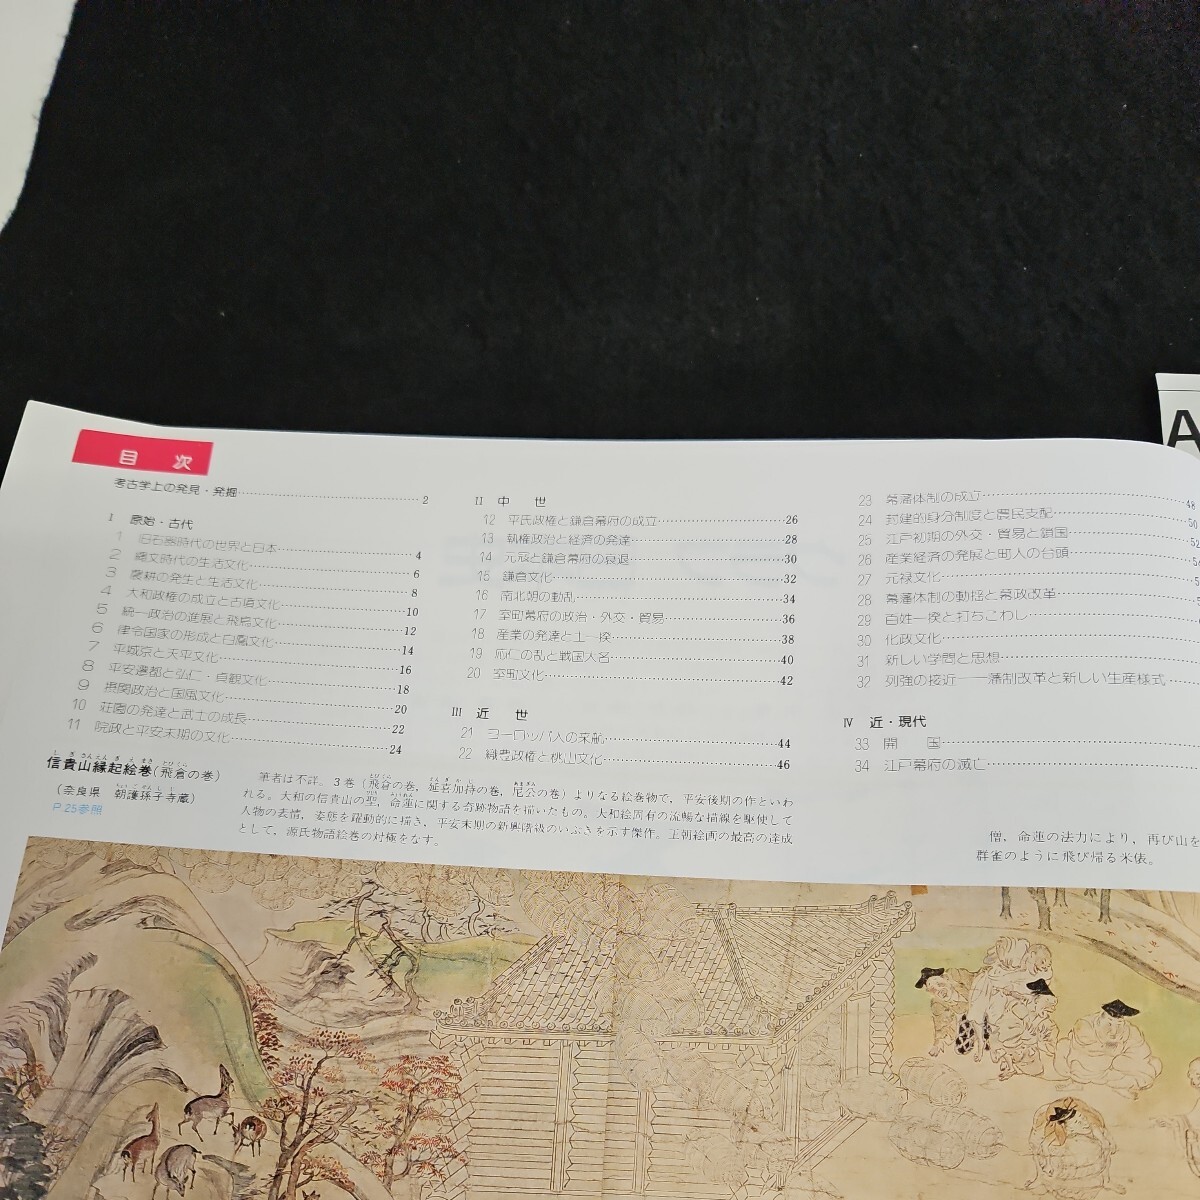 目 次
考古学上の発見・発掘 2
I 原始・古代
1 旧石器時代の世界と日本 4
2 縄文時代の生活文化 6
3 農耕の発生と生活文化 8
4 大和政権の成立と古墳文化 10
5 統一政治の進展と飛鳥文化 12
6 律令国家の形成と白鳳文化 14
7 平城京と天平文化 16
8 平安遷都と弘仁・貞観文化 18
9 摂関政治と国風文化 20
10 荘園の発達と武士の成長 22
11 院政と平安末期の文化 24
II 中 世
12 平氏政権と鎌倉幕府の成立 26
13 執権政治と経済の発達 28
14 元寇と鎌倉幕府の衰退 30
15 鎌倉文化 32
16 南北朝の動乱 34
17 室町幕府の政治・外交・貿易 36
18 産業の発達と土一揆 38
19 応仁の乱と戦国大名 40
20 室町文化 42
III 近 世
21 ヨーロッパ人の来航 44
22 織豊政権と桃山文化 46
23 幕藩体制の成立 48
24 封建的身分制度と農民支配 50
25 江戸初期の外交・貿易と鎖国 52
26 産業経済の発展と町人の台頭
27 元禄文化
28 幕藩体制の動揺と幕政改革
29 百姓一揆と打ちこわし
30 化政文化
31 新しい学問と思想
32 列強の接近――藩制改革と新しい生産様式
IV 近・現代
33 開 国
34 江戸幕府の滅亡
信貴山縁起絵巻(飛倉の巻)
(奈良県 朝護孫子寺蔵)
P.25参照
筆者は不詳。3巻(飛倉の巻,延喜加持の巻,尼公の巻)よりなる絵巻物で,平安後期の作といわ
れる。大和の信貴山の聖,命蓮に関する奇跡物語を描いたもの。大和絵固有の流暢な描線を駆使して
人物の表情,姿態を躍動的に描き,平安末期の新興階級のいぶきを示す傑作。王朝絵画の最高の達成
として,源氏物語絵巻の対極をなす。
僧,命蓮の法力により,再び山を
群雀のように飛び帰る米俵。
A